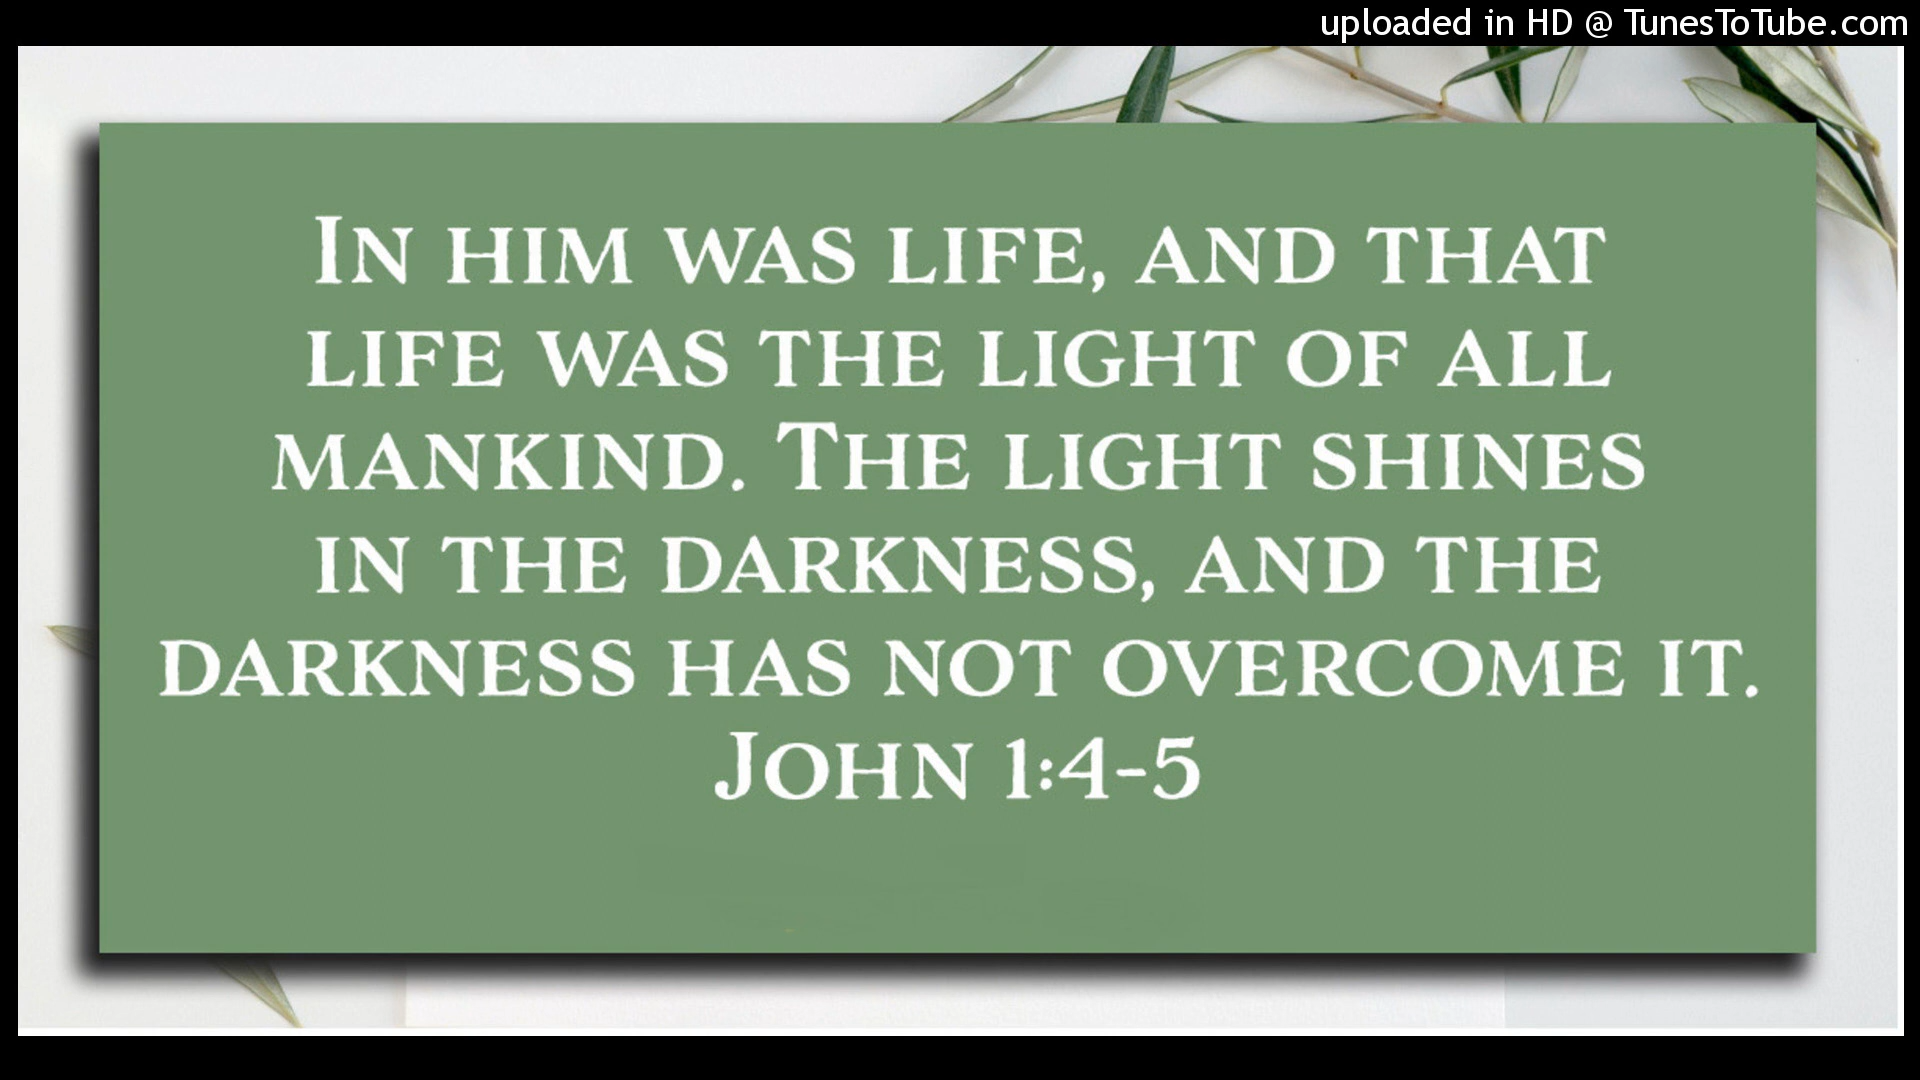 uploaded in HD @ TunesToTube.com
In him was life, and that
life was the light of all
mankind. The light shines
in the darkness, and the
darkness has not overcome it.
John 1:4-5